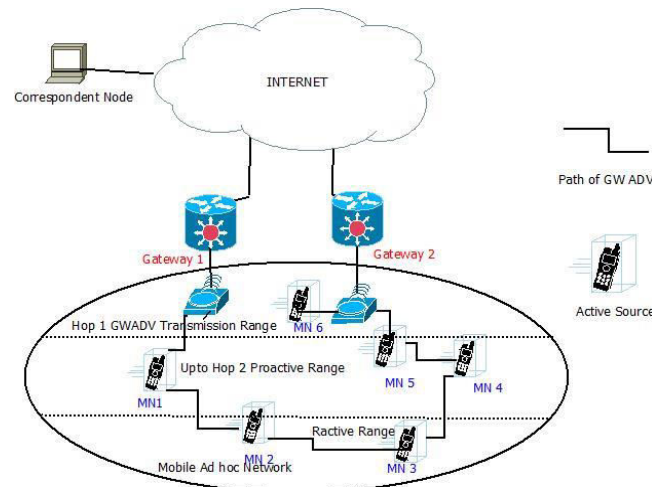 INTERNET
Correspondent Node
Path of GW ADV
Gateway 1
Gateway 2
Active Source
Hop 1 GWADV Transmission Range
MN 6
Upto Hop 2 Proactive Range
MN 5
MN 4
MN1
Ractive Range
MN 2
MN 3
Mobile Ad hoc Network